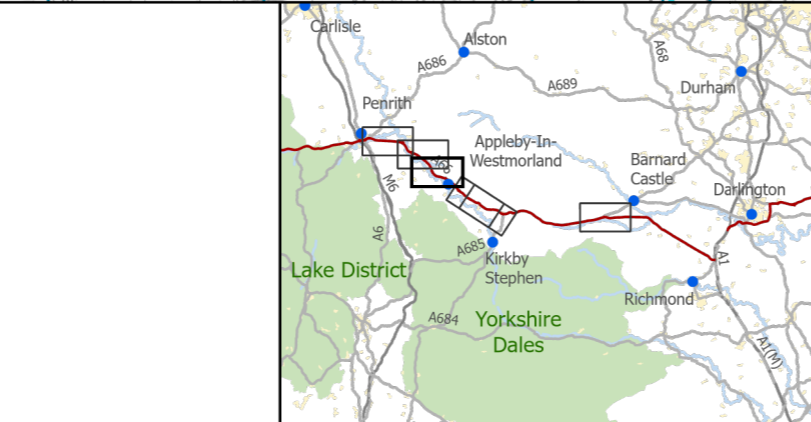 Carlisle
Alston
A68
A686
A689
Durham
Penrith
Appleby-In-
Westmorland
Barnard
Castle
Darlington
M6
A6
A685
Kirkby
Stephen
A1
Lake District
Richmond
A684
Yorkshire
Dales
A1(M)